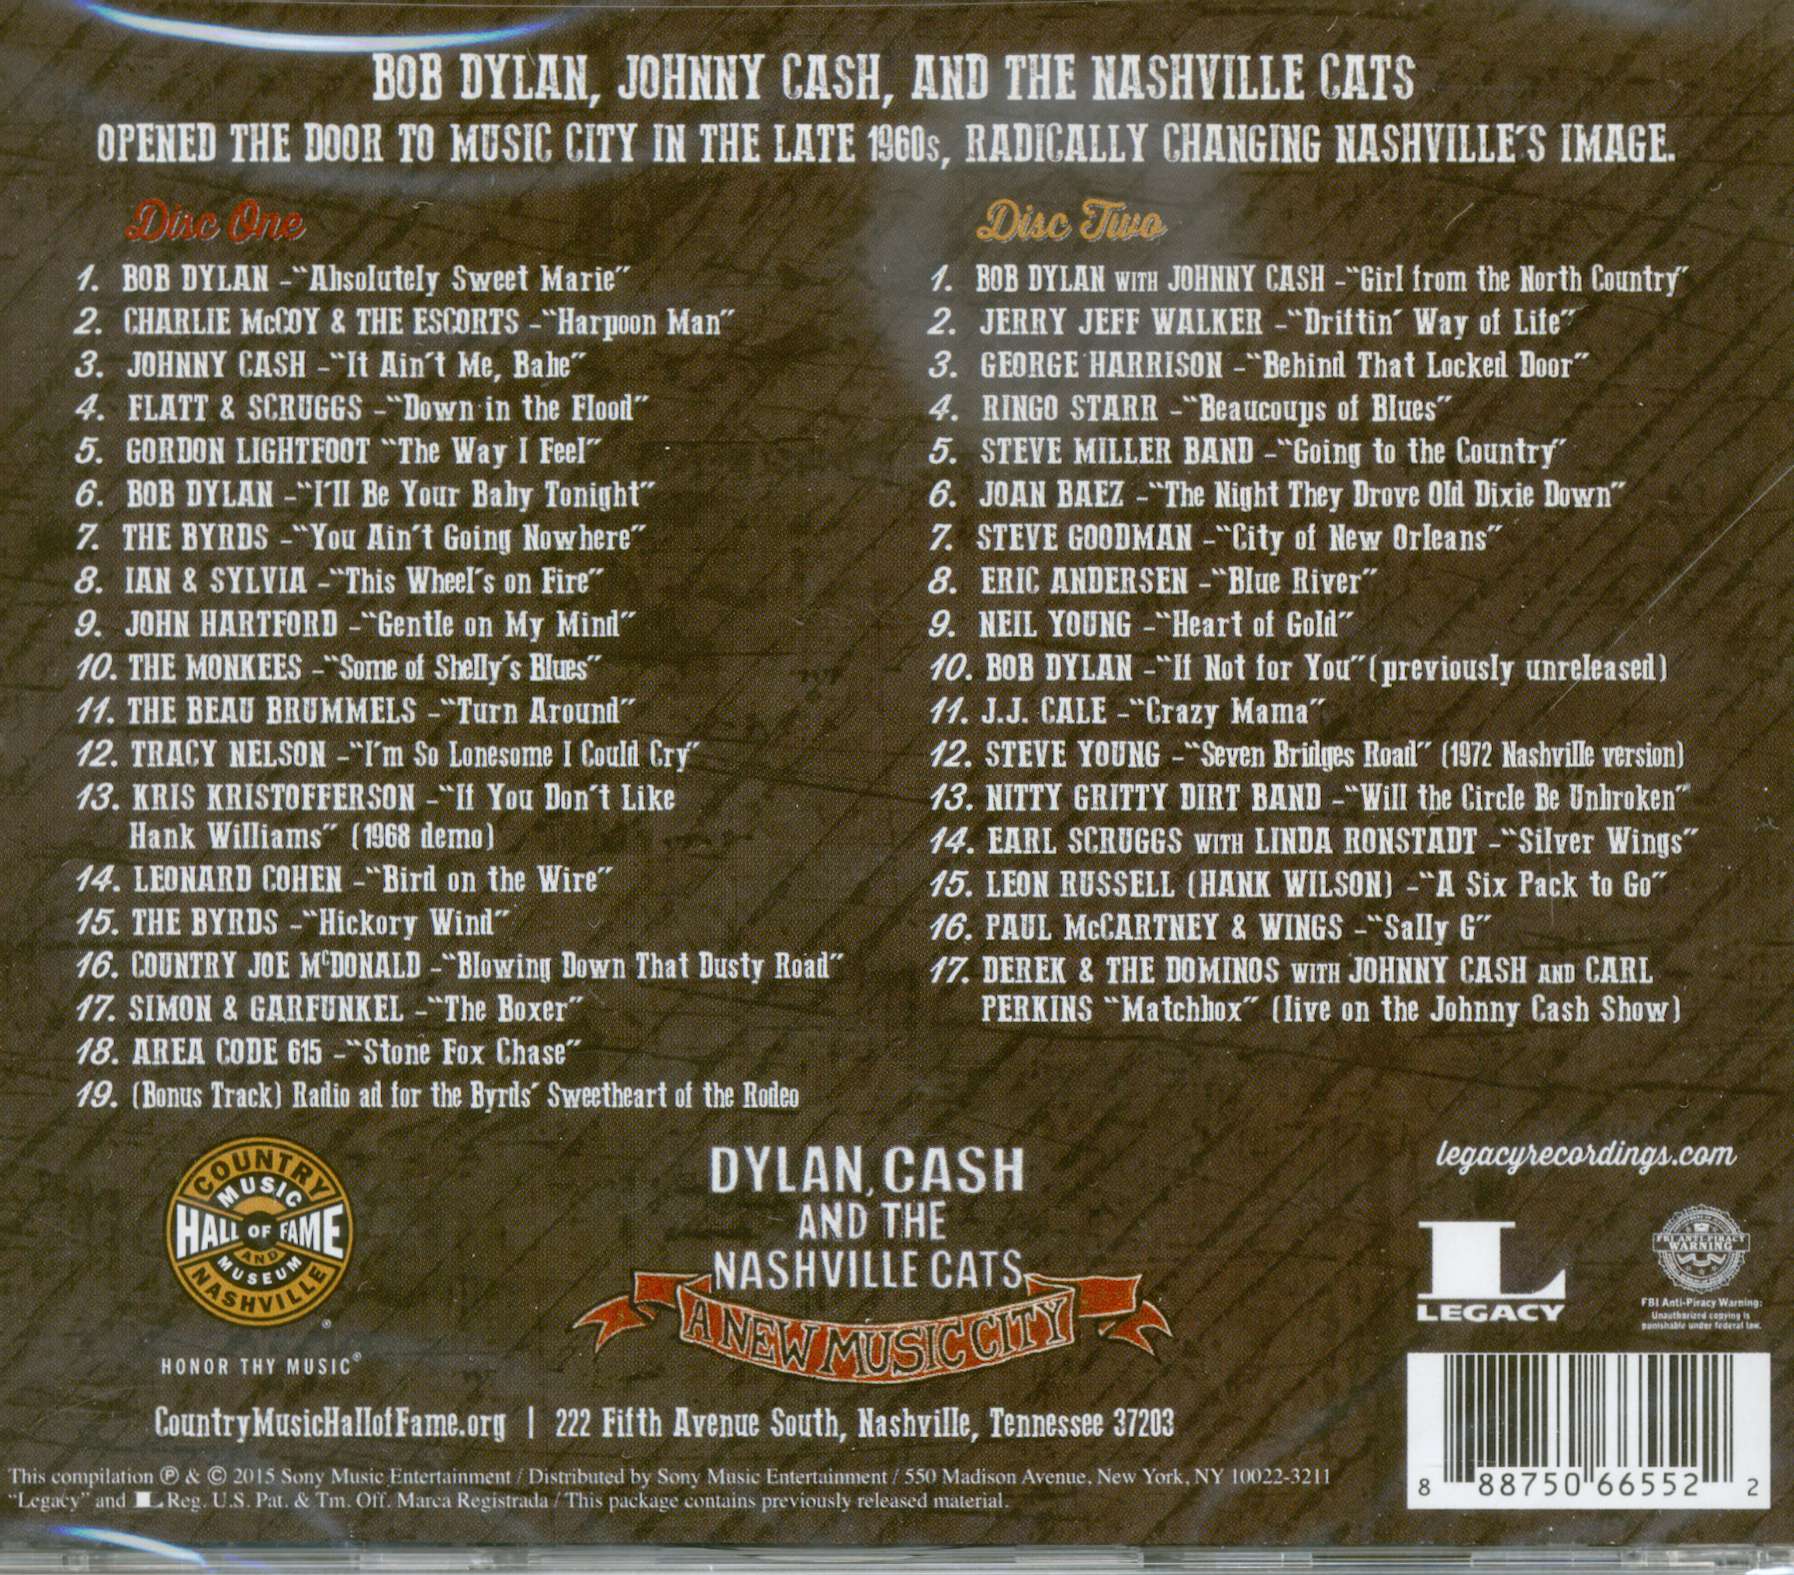 BOB DYLAN, JOHNNY CASH, AND THE NASHVILLE CATS
OPENED THE DOOR TO MUSIC CITY IN THE LATE 1960s, RADICALLY CHANGING NASHVILLE'S IMAGE.
Disc One
1. BOB DYLAN -"Absolutely Sweet Marie"
2. CHARLIE McCOY & THE ESCORTS -"Harpoon Man"
3. JOHNNY CASH -"It Ain't Me, Babe"
4. FLATT & SCRUGGS -"Down in the Flood"
5. GORDON LIGHTFOOT "The Way I Feel"
6. BOB DYLAN -"I'll Be Your Baby Tonight"
7. THE BYRDS -"You Ain't Going Nowhere"
8. IAN & SYLVIA -"This Wheel's on Fire"
9. JOHN HARTFORD -"Gentle on My Mind"
10. THE MONKEES -"Some of Shelly's Blues"
11. THE BEAU BRUMMELS -"Turn Around"
12. TRACY NELSON -"I'm So Lonesome I Could Cry"
13. KRIS KRISTOFFERSON -"If You Don't Like
Hank Williams" (1968 demo)
14. LEONARD COHEN -"Bird on the Wire"
15. THE BYRDS -"Hickory Wind"
16. COUNTRY JOE McDONALD -"Blowing Down That Dusty Road"
17. SIMON & GARFUNKEL -"The Boxer"
18. AREA CODE 615 -"Stone Fox Chase"
19. (Bonus Track) Radio ad for the Byrds' Sweetheart of the Rodeo
Disc Two
1. BOB DYLAN WITH JOHNNY CASH -"Girl from the North Country"
2. JERRY JEFF WALKER -"Driftin' Way of Life"
3. GEORGE HARRISON -"Behind That Locked Door"
4. RINGO STARR -"Beaucoups of Blues"
5. STEVE MILLER BAND -"Going to the Country"
6. JOAN BAEZ -"The Night They Drove Old Dixie Down"
7. STEVE GOODMAN -"City of New Orleans"
8. ERIC ANDERSEN -"Blue River"
9. NEIL YOUNG -"Heart of Gold"
10. BOB DYLAN -"If Not for You"(previously unreleased)
11. J.J. CALE -"Crazy Mama"
12. STEVE YOUNG -"Seven Bridges Road" (1972 Nashville version)
13. NITTY GRITTY DIRT BAND -"Will the Circle Be Unbroken"
14. EARL SCRUGGS WITH LINDA RONSTADT -"Silver Wings"
15. LEON RUSSELL (HANK WILSON) -"A Six Pack to Go"
16. PAUL McCARTNEY & WINGS -"Sally G"
17. DEREK & THE DOMINOS WITH JOHNNY CASH AND CARL
PERKINS "Matchbox" (live on the Johnny Cash Show)
COUNTRY
MUSIC
HALL OF FAME
AND
MUSEUM
NASHVILLE
®
HONOR THY MUSIC®
DYLAN, CASH
AND THE
NASHVILLE CATS
A NEW MUSIC CITY
legacyrecordings.com
L
LEGACY
FBI ANTI-PIRACY
WARNING
FBI Anti-Piracy Warning:
Unauthorized copying is
punishable under federal law.
CountryMusicHallofFame.org | 222 Fifth Avenue South, Nashville, Tennessee 37203
This compilation ℗ & © 2015 Sony Music Entertainment / Distributed by Sony Music Entertainment / 550 Madison Avenue, New York, NY 10022-3211
"Legacy" and L Reg. U.S. Pat. & Tm. Off. Marca Registrada / This package contains previously released material.
8 88750 66552 2